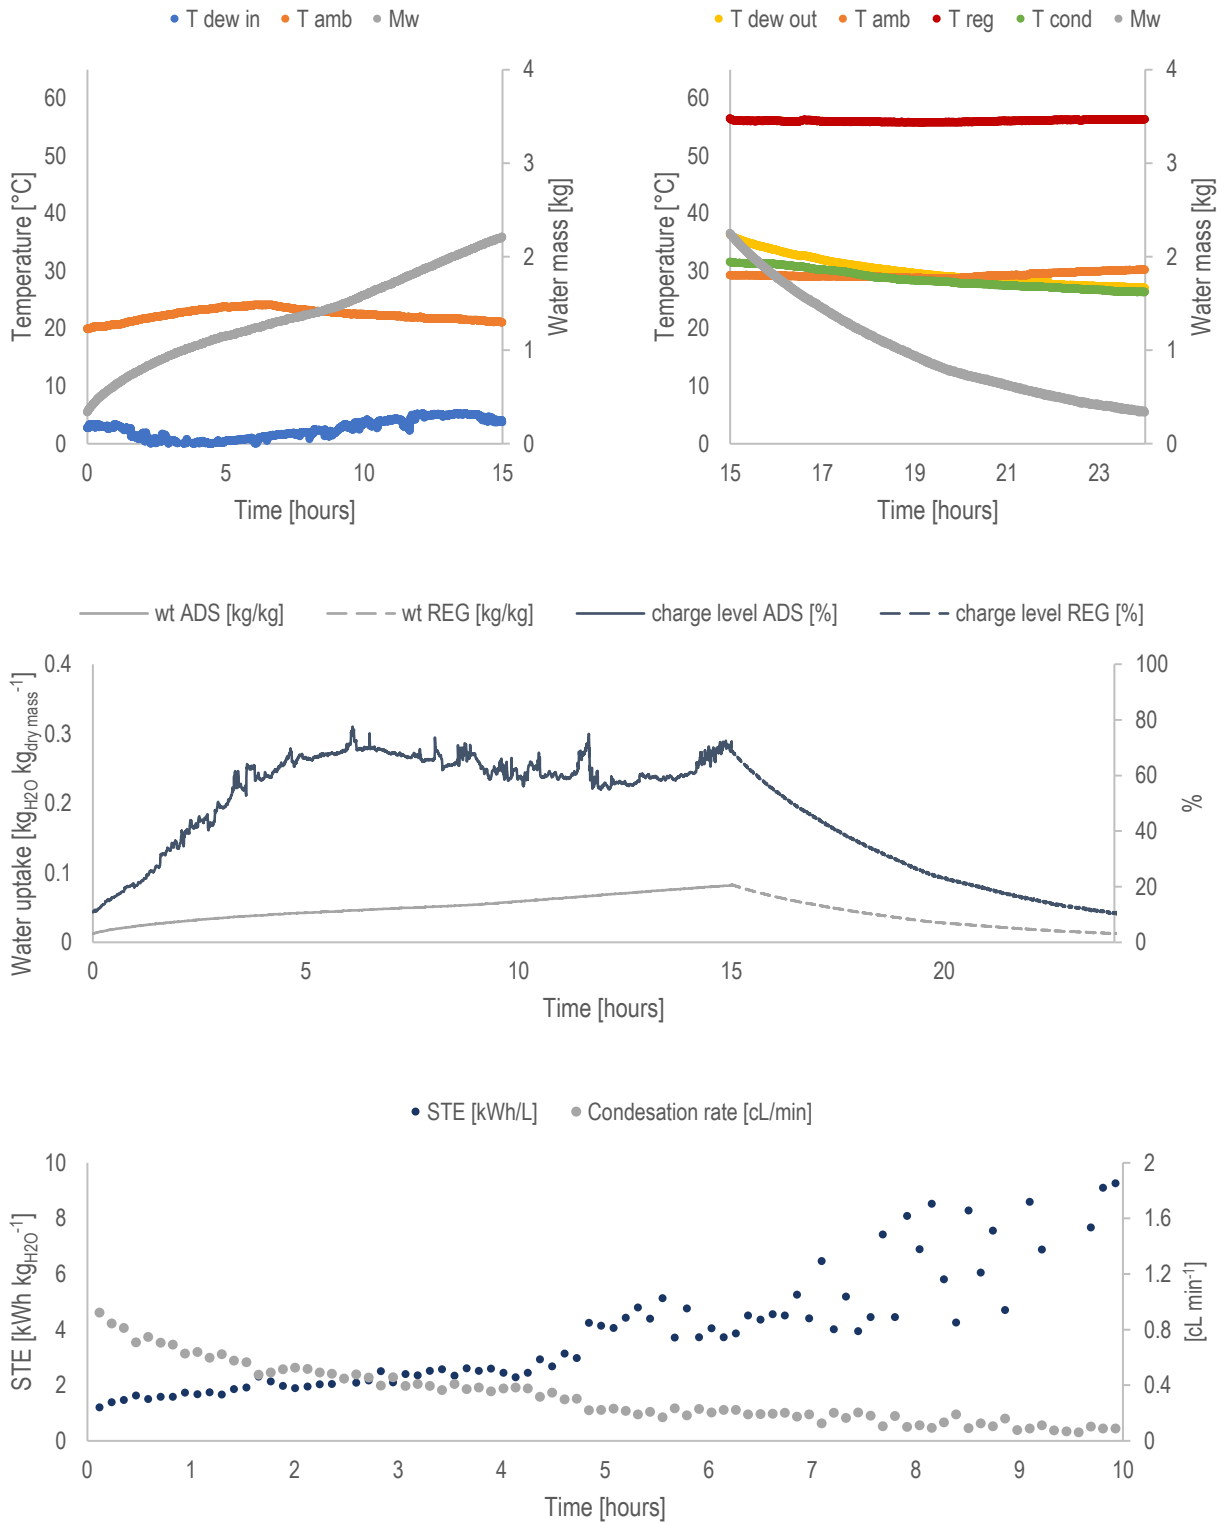 T dew in T amb Mw
T dew out T amb T reg T cond Mw
60
50
40
30
20
10
0
Temperature [°C]
4
3
2
1
0
Water mass [kg]
0 5 10 15
Time [hours]
60
50
40
30
20
10
0
Temperature [°C]
4
3
2
1
0
Water mass [kg]
15 17 19 21 23
Time [hours]
wt ADS [kg/kg] wt REG [kg/kg] charge level ADS [%] charge level REG [%]
0.4
0.3
0.2
0.1
0
Water uptake [kgH2O kgdry mass-1]
100
80
60
40
20
0
%
0 5 10 15 20
Time [hours]
STE [kWh/L] Condesation rate [cL/min]
10
8
6
4
2
0
STE [kWh kgH2O-1]
2
1.6
1.2
0.8
0.4
0
[cL min-1]
0 1 2 3 4 5 6 7 8 9 10
Time [hours]